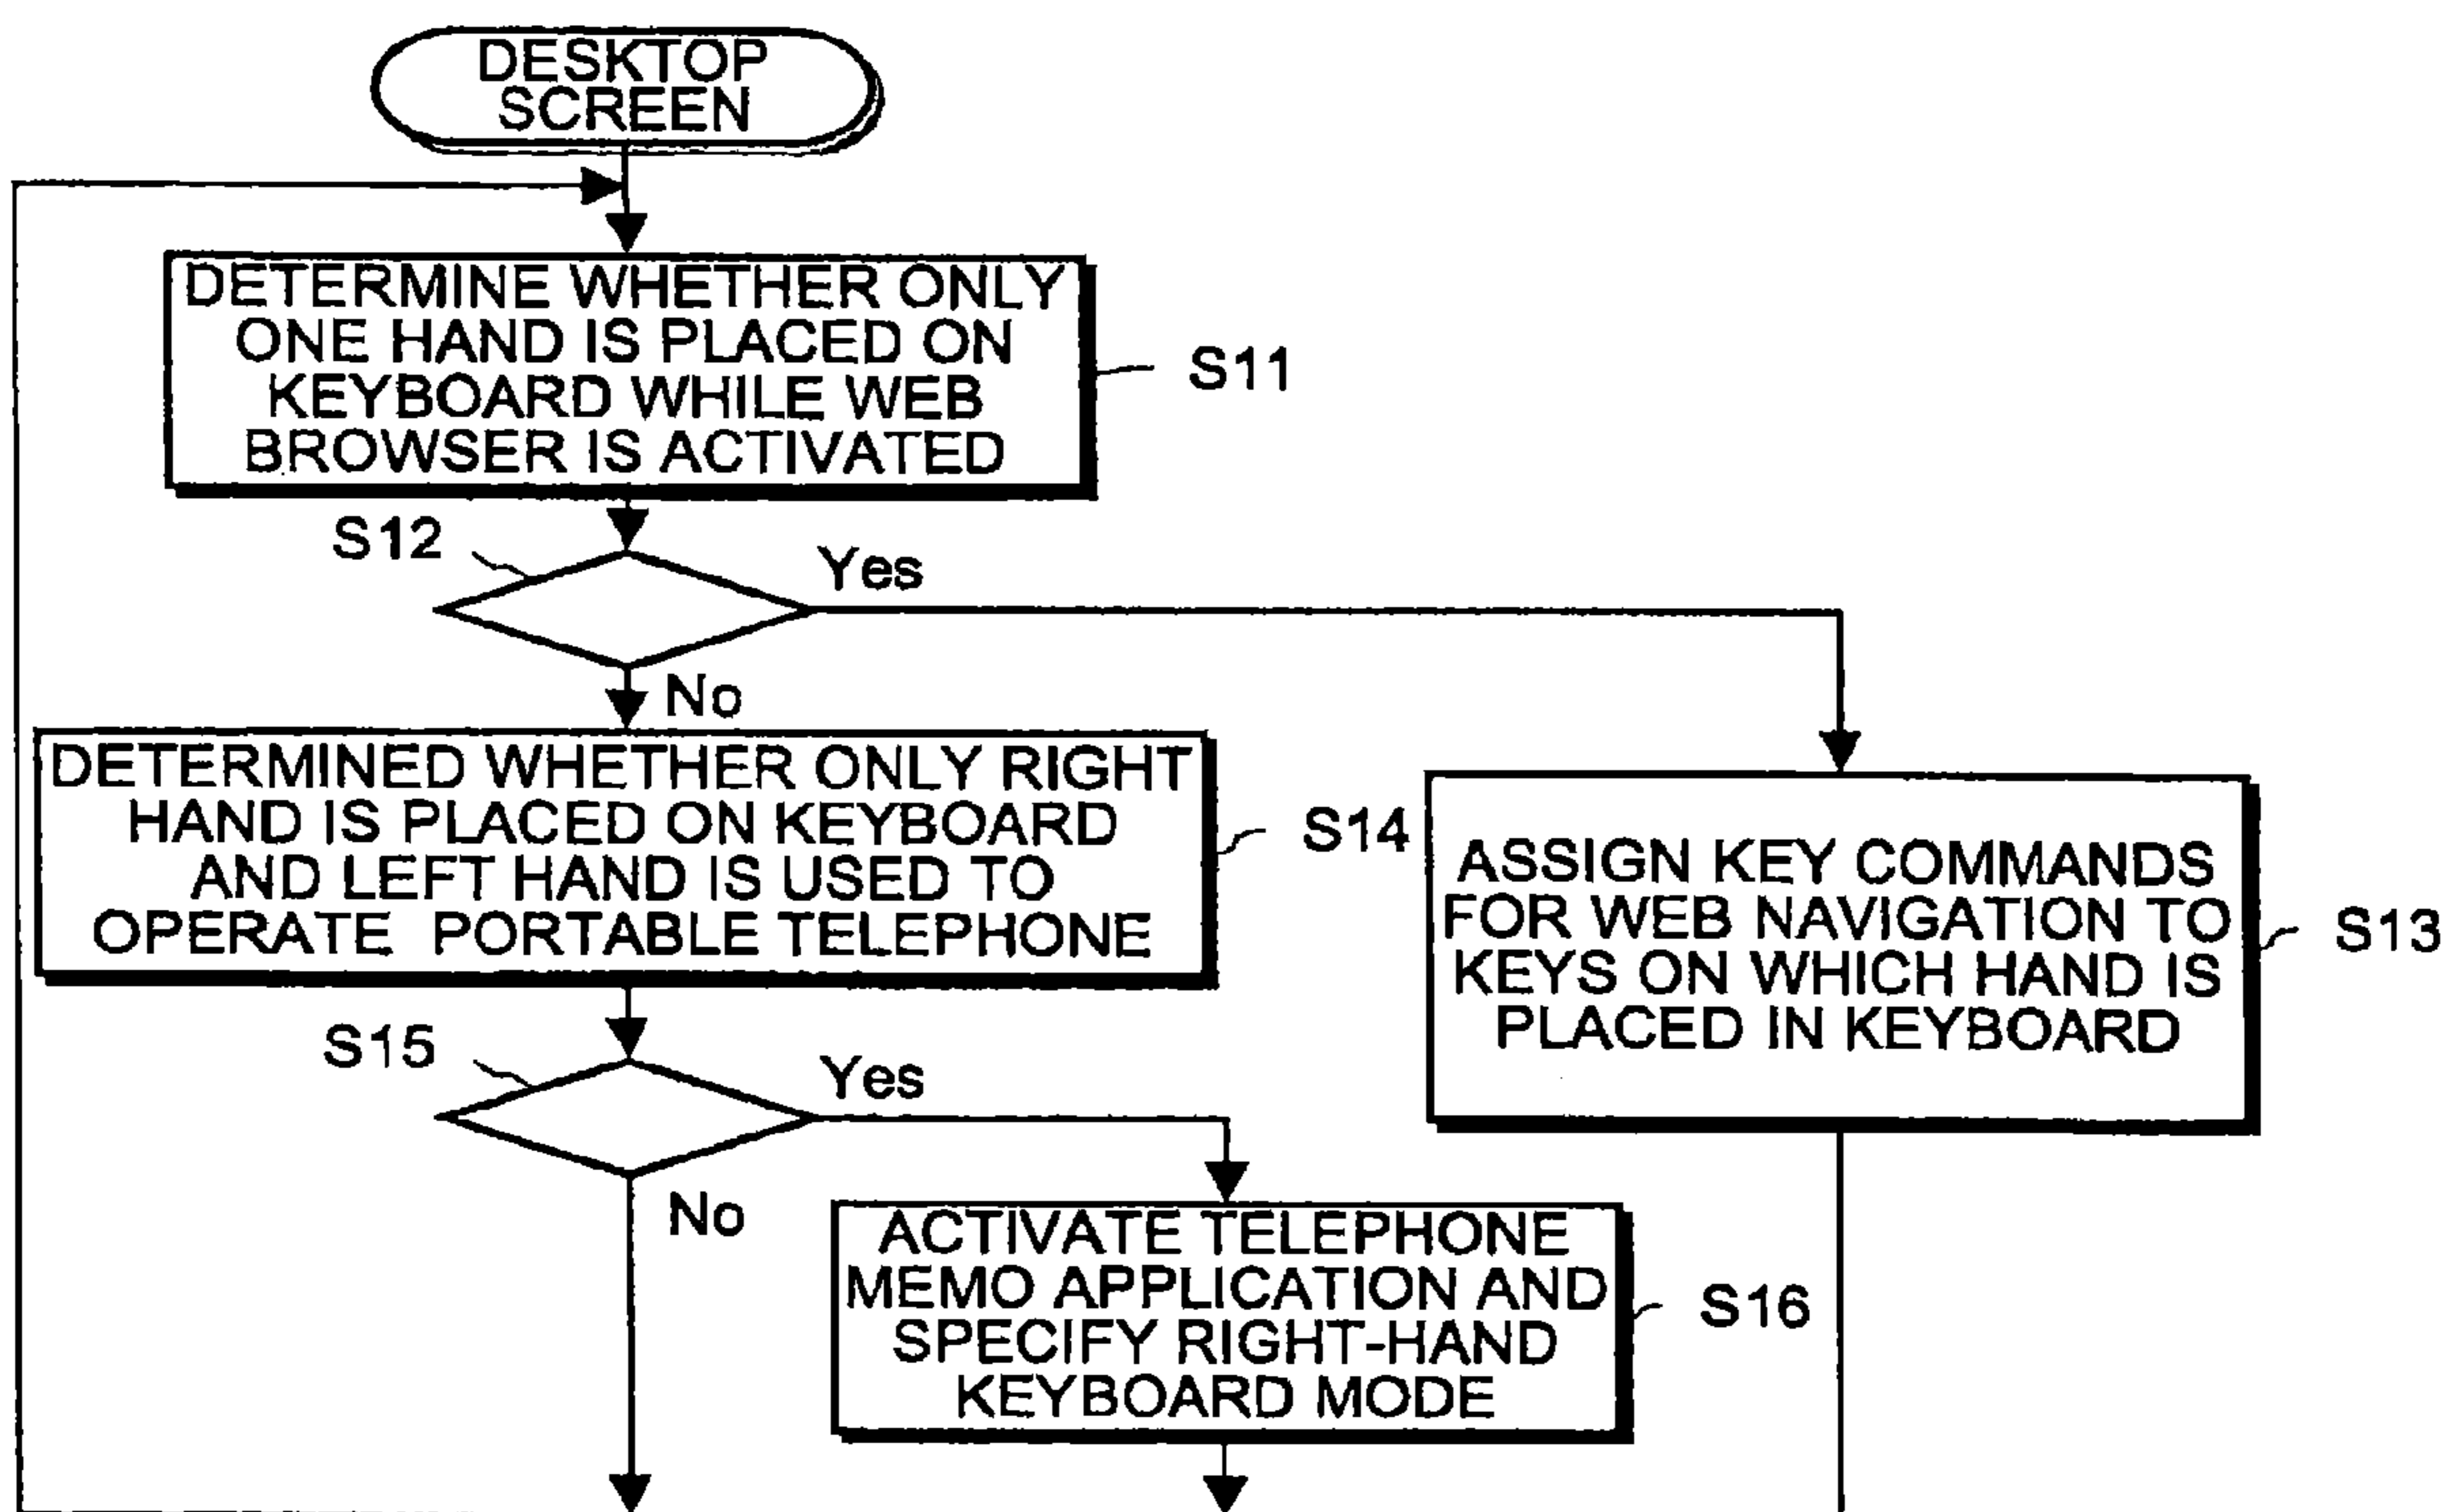 DESKTOP
SCREEN
DETERMINE WHETHER ONLY
ONE HAND IS PLACED ON
KEYBOARD WHILE WEB
BROWSER IS ACTIVATED
S11
S12
Yes
No
DETERMINED WHETHER ONLY RIGHT
HAND IS PLACED ON KEYBOARD
AND LEFT HAND IS USED TO
OPERATE PORTABLE TELEPHONE
S14
ASSIGN KEY COMMANDS
FOR WEB NAVIGATION TO
KEYS ON WHICH HAND IS
PLACED IN KEYBOARD
S13
S15
Yes
No
ACTIVATE TELEPHONE
MEMO APPLICATION AND
SPECIFY RIGHT-HAND
KEYBOARD MODE
S16